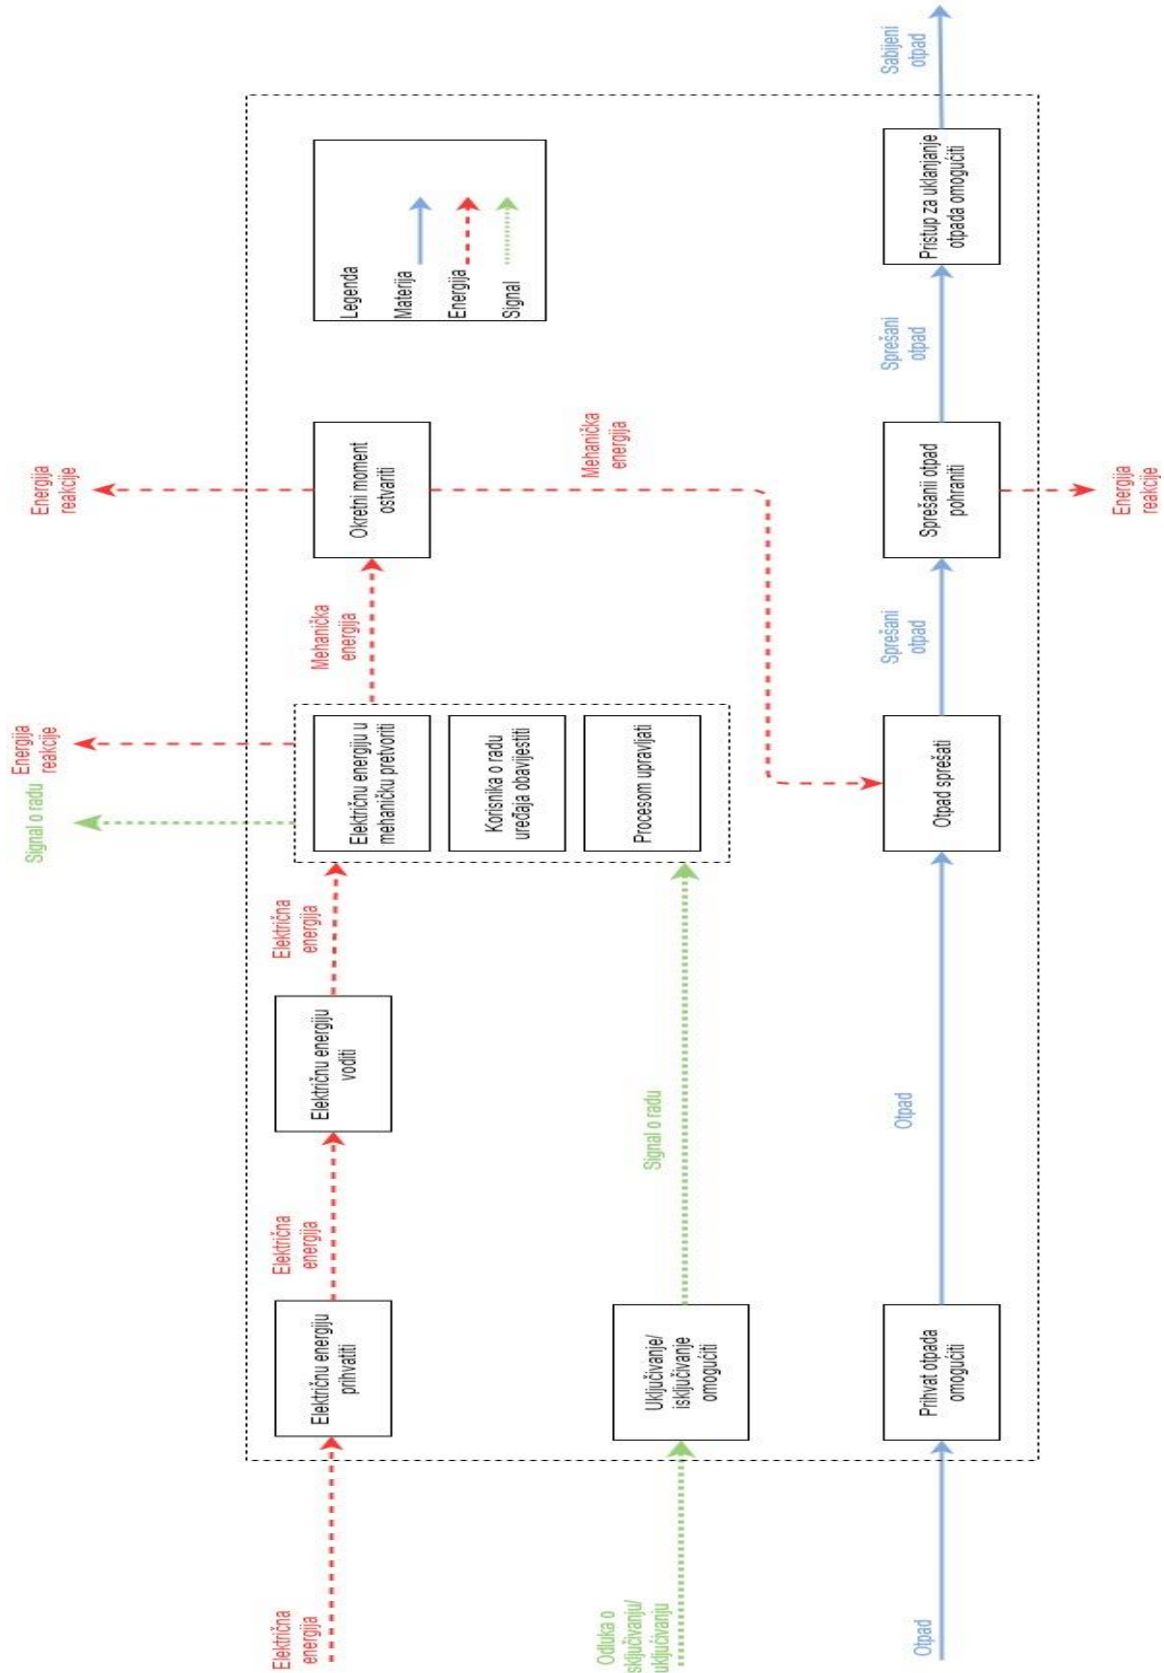 Signal o radu
Energija
reakcije
Energija
reakcije
Električna
energija
Električnu energiju
prihvatiti
Električna
energija
Električnu energiju
voditi
Električna
energija
Električnu energiju u
mehaničku pretvoriti
Mehanička
energija
Okretni moment
ostvariti
Legenda
Materija
Energija
Signal
Korisnika o radu
uređaja obavijestiti
Procesom upravljati
Mehanička
energija
Odluka o
sključivanju/
uključivanju
Uključivanje/
isključivanje
omogućiti
Signal o radu
Otpad
Prihvat otpada
omogućiti
Otpad
Otpad sprešati
Sprešani
otpad
Sprešanii otpad
pohraniti
Sprešani
otpad
Pristup za uklanjanje
otpada omogućiti
Sabijeni
otpad
Energija
reakcije